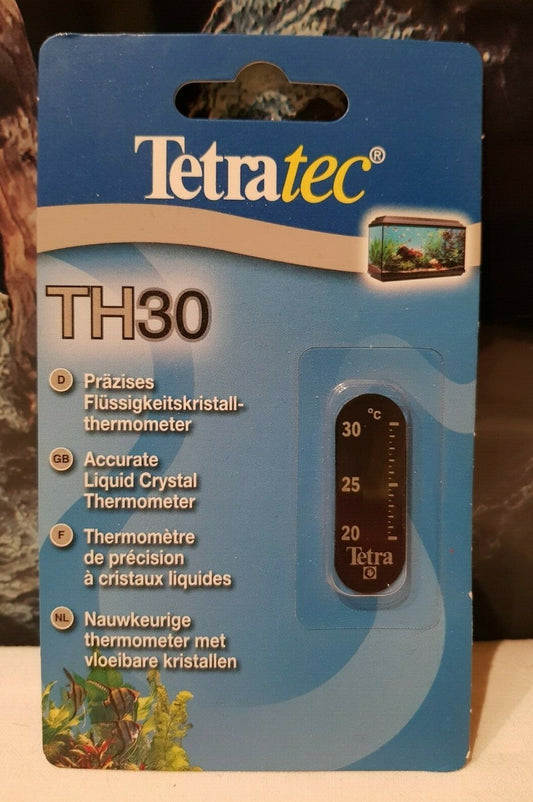 Tetratec®
TH30
D Präzises
Flüssigkeitskristall-
thermometer
GB Accurate
Liquid Crystal
Thermometer
F Thermomètre
de précision
à cristaux liquides
NL Nauwkeurige
thermometer met
vloeibare kristallen
°C
30
25
20
Tetra